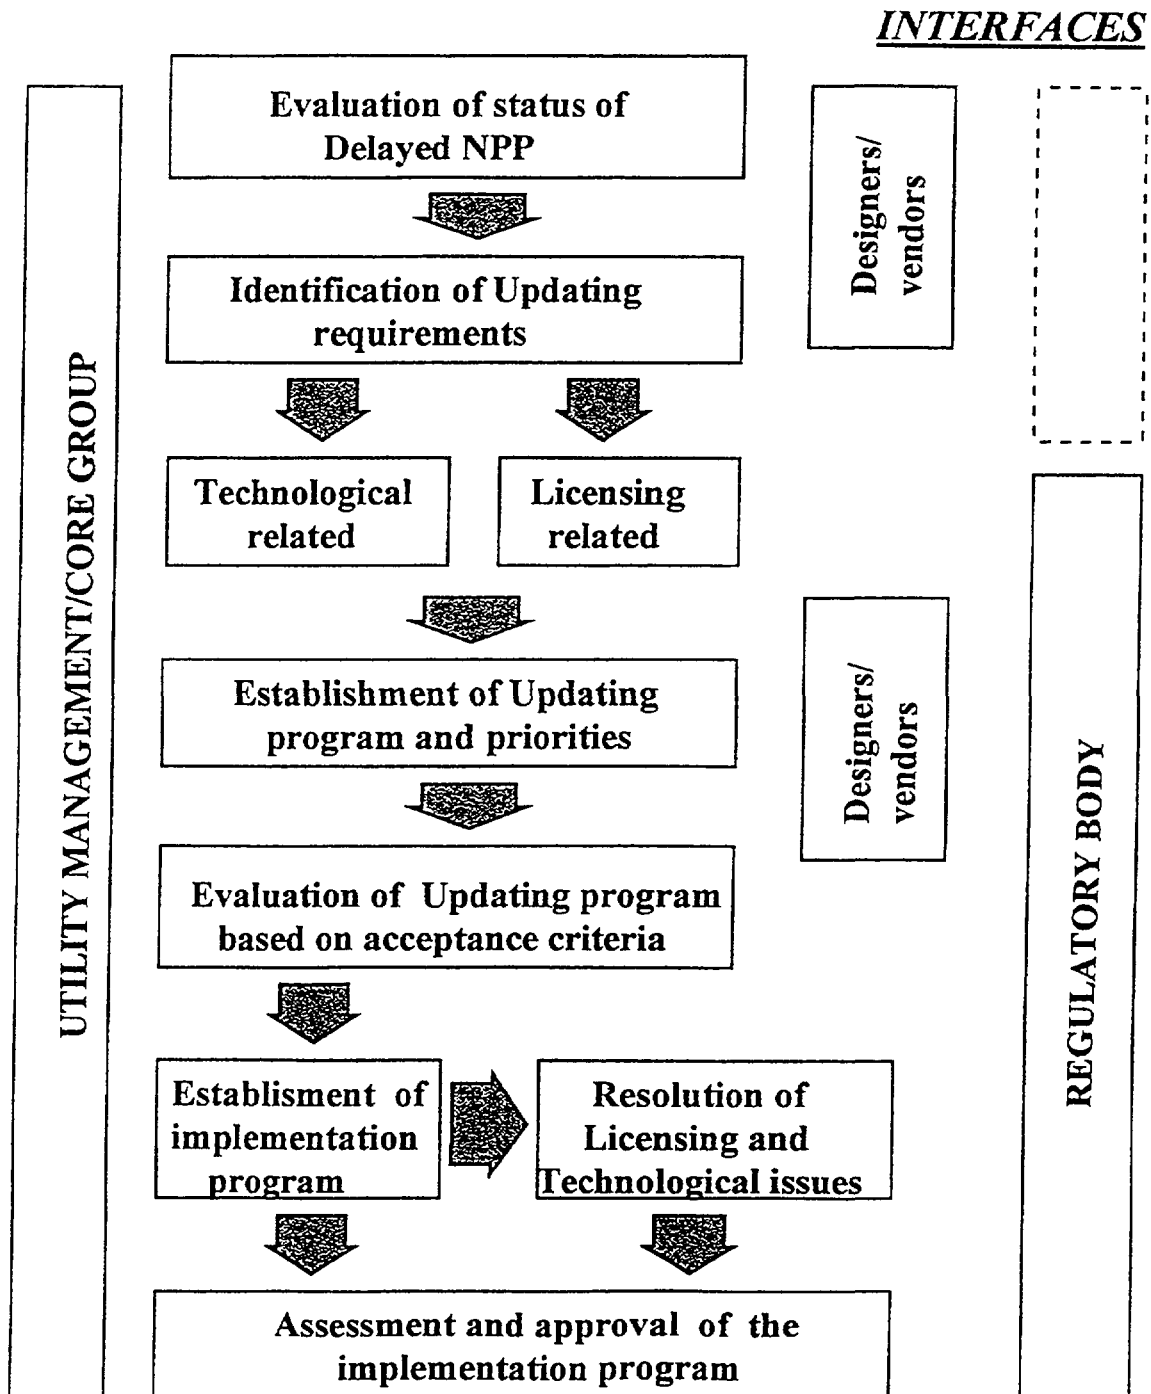 INTERFACES
Evaluation of status of
Delayed NPP
Designers/
vendors
Identification of Updating
requirements
UTILITY MANAGEMENT/CORE GROUP
Technological
related
Licensing
related
Establishment of Updating
program and priorities
Designers/
vendors
REGULATORY BODY
Evaluation of Updating program
based on acceptance criteria
Establisment of
implementation
program
Resolution of
Licensing and
Technological issues
Assessment and approval of the
implementation program